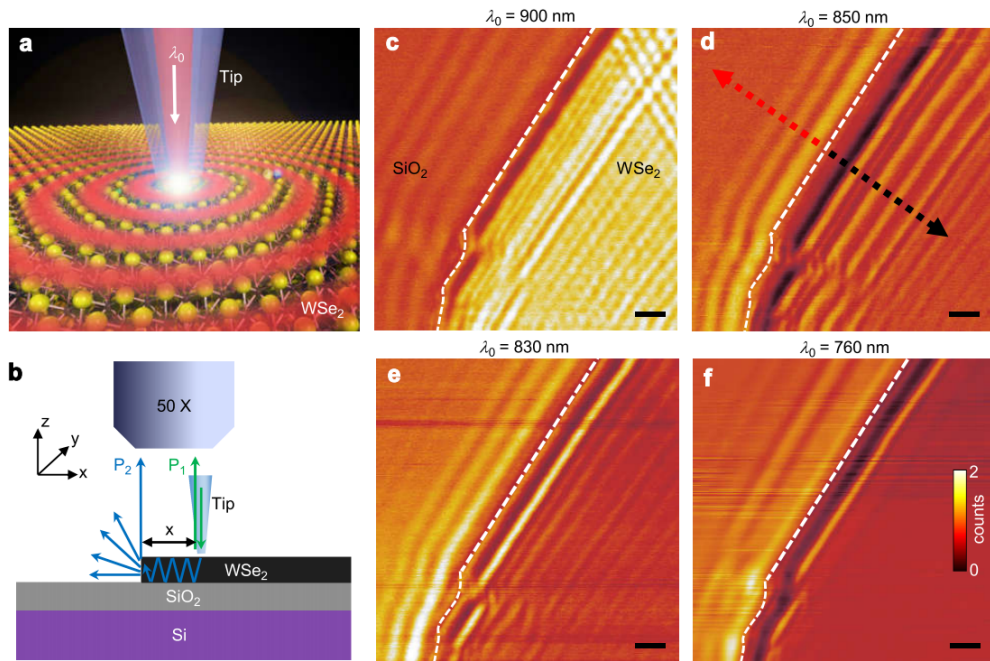 a
λ₀
Tip
WSe₂
b
50 X
z
y
x
P₂
P₁
Tip
x
WSe₂
SiO₂
Si
λ₀ = 900 nm
c
SiO₂
WSe₂
λ₀ = 850 nm
d
λ₀ = 830 nm
e
λ₀ = 760 nm
f
2
counts
0